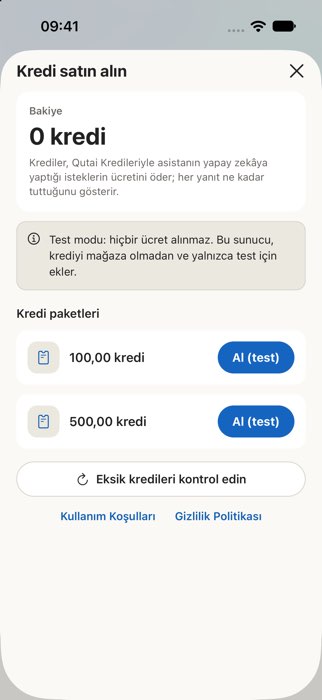 09:41
Kredi satın alın
Bakiye
0 kredi
Krediler, Qutai Kredileriyle asistanın yapay zekâya
yaptığı isteklerin ücretini öder; her yanıt ne kadar
tuttuğunu gösterir.
Test modu: hiçbir ücret alınmaz. Bu sunucu,
krediyi mağaza olmadan ve yalnızca test için
ekler.
Kredi paketleri
100,00 kredi
Al (test)
500,00 kredi
Al (test)
Eksik kredileri kontrol edin
Kullanım Koşulları Gizlilik Politikası